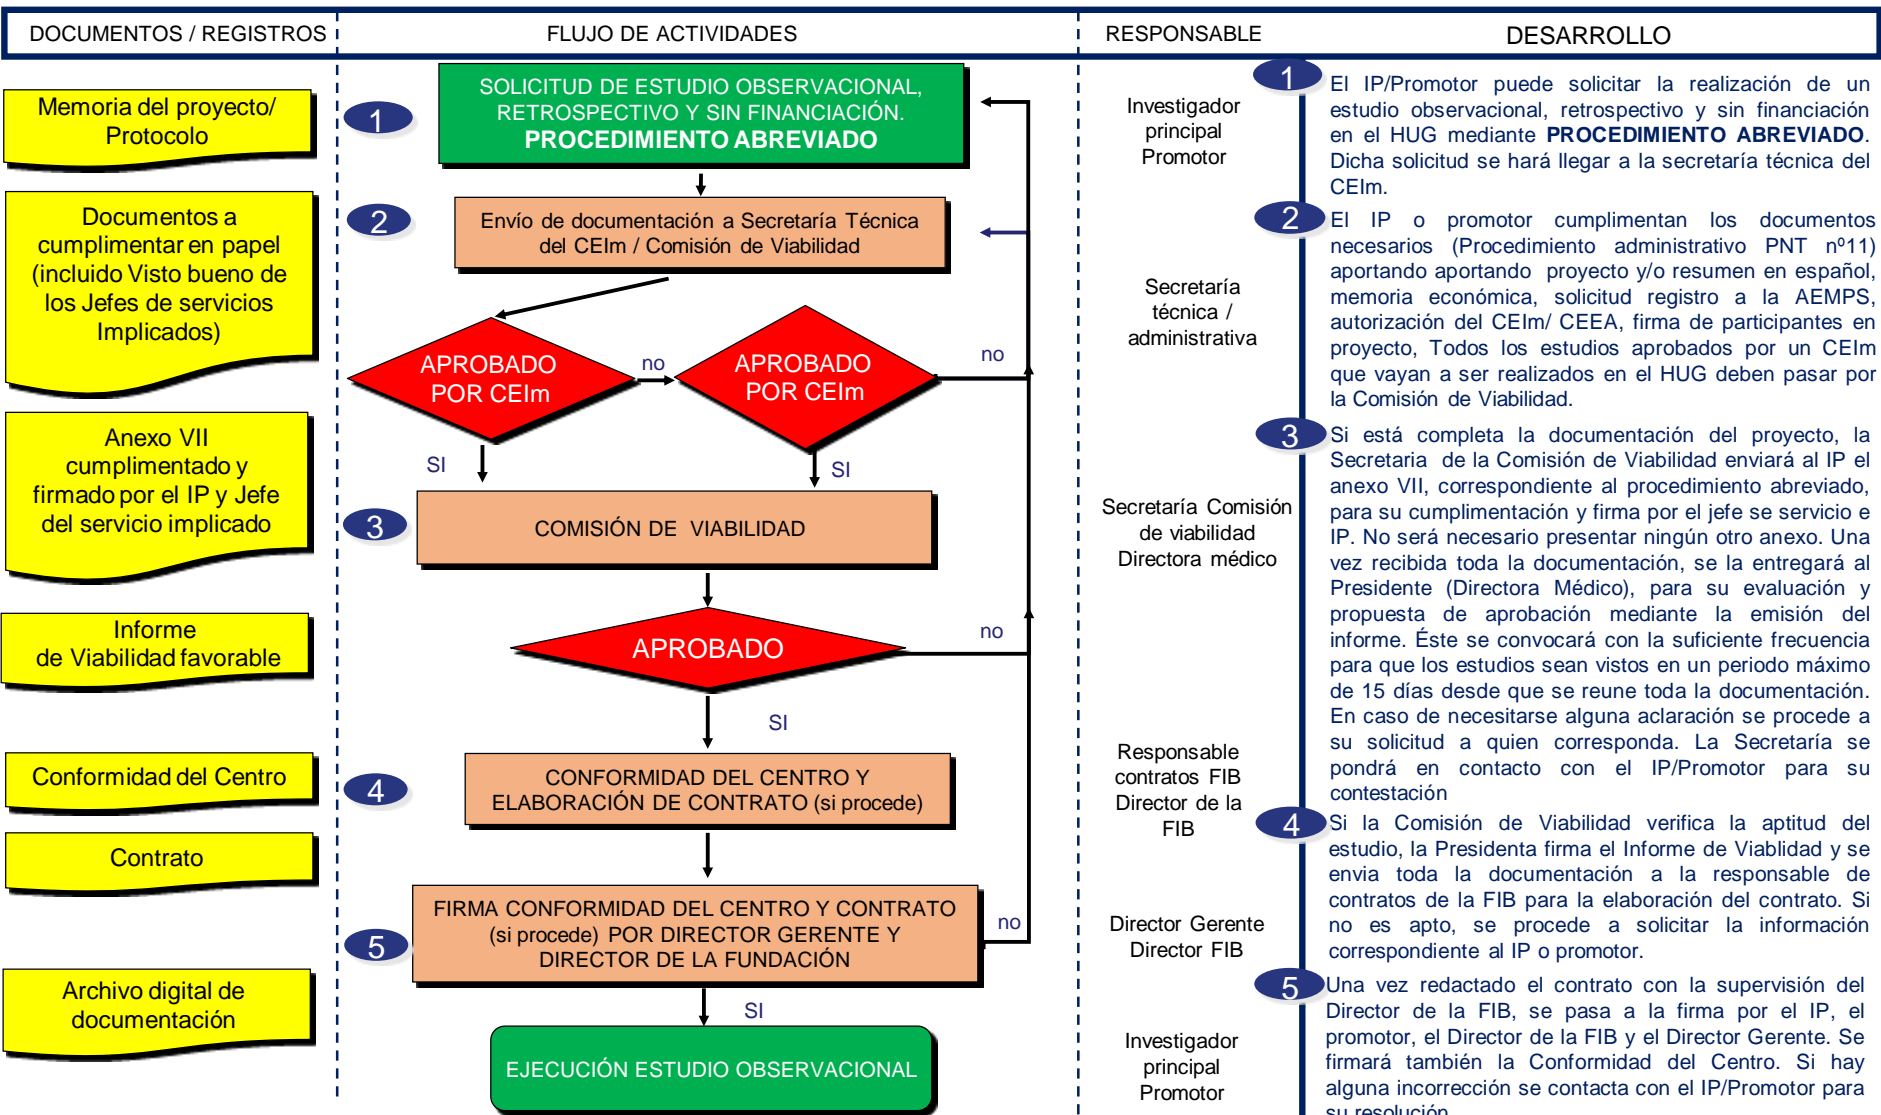 DOCUMENTOS / REGISTROS
FLUJO DE ACTIVIDADES
RESPONSABLE
DESARROLLO
Memoria del proyecto/
Protocolo
Documentos a
cumplimentar en papel
(incluido Visto bueno de
los Jefes de servicios
Implicados)
Anexo VII
cumplimentado y
firmado por el IP y Jefe
del servicio implicado
Informe
de Viabilidad favorable
Conformidad del Centro
Contrato
Archivo digital de
documentación
1
SOLICITUD DE ESTUDIO OBSERVACIONAL,
RETROSPECTIVO Y SIN FINANCIACIÓN.
PROCEDIMIENTO ABREVIADO
2
Envío de documentación a Secretaría Técnica
del CEIm / Comisión de Viabilidad
APROBADO
POR CEIm
no
APROBADO
POR CEIm
no
SI
SI
3
COMISIÓN DE VIABILIDAD
APROBADO
no
SI
4
CONFORMIDAD DEL CENTRO Y
ELABORACIÓN DE CONTRATO (si procede)
5
FIRMA CONFORMIDAD DEL CENTRO Y CONTRATO
(si procede) POR DIRECTOR GERENTE Y
DIRECTOR DE LA FUNDACIÓN
no
SI
EJECUCIÓN ESTUDIO OBSERVACIONAL
Investigador
principal
Promotor
Secretaría
técnica /
administrativa
Secretaría Comisión
de viabilidad
Directora médico
Responsable
contratos FIB
Director de la
FIB
Director Gerente
Director FIB
Investigador
principal
Promotor
1
El IP/Promotor puede solicitar la realización de un
estudio observacional, retrospectivo y sin financiación
en el HUG mediante PROCEDIMIENTO ABREVIADO.
Dicha solicitud se hará llegar a la secretaría técnica del
CEIm.
2
El IP o promotor cumplimentan los documentos
necesarios (Procedimiento administrativo PNT nº11)
aportando aportando proyecto y/o resumen en español,
memoria económica, solicitud registro a la AEMPS,
autorización del CEIm/ CEEA, firma de participantes en
proyecto, Todos los estudios aprobados por un CEIm
que vayan a ser realizados en el HUG deben pasar por
la Comisión de Viabilidad.
3
Si está completa la documentación del proyecto, la
Secretaria de la Comisión de Viabilidad enviará al IP el
anexo VII, correspondiente al procedimiento abreviado,
para su cumplimentación y firma por el jefe se servicio e
IP. No será necesario presentar ningún otro anexo. Una
vez recibida toda la documentación, se la entregará al
Presidente (Directora Médico), para su evaluación y
propuesta de aprobación mediante la emisión del
informe. Éste se convocará con la suficiente frecuencia
para que los estudios sean vistos en un periodo máximo
de 15 días desde que se reune toda la documentación.
En caso de necesitarse alguna aclaración se procede a
su solicitud a quien corresponda. La Secretaría se
pondrá en contacto con el IP/Promotor para su
contestación
4
Si la Comisión de Viabilidad verifica la aptitud del
estudio, la Presidenta firma el Informe de Viablidad y se
envia toda la documentación a la responsable de
contratos de la FIB para la elaboración del contrato. Si
no es apto, se procede a solicitar la información
correspondiente al IP o promotor.
5
Una vez redactado el contrato con la supervisión del
Director de la FIB, se pasa a la firma por el IP, el
promotor, el Director de la FIB y el Director Gerente. Se
firmará también la Conformidad del Centro. Si hay
alguna incorrección se contacta con el IP/Promotor para
su resolución